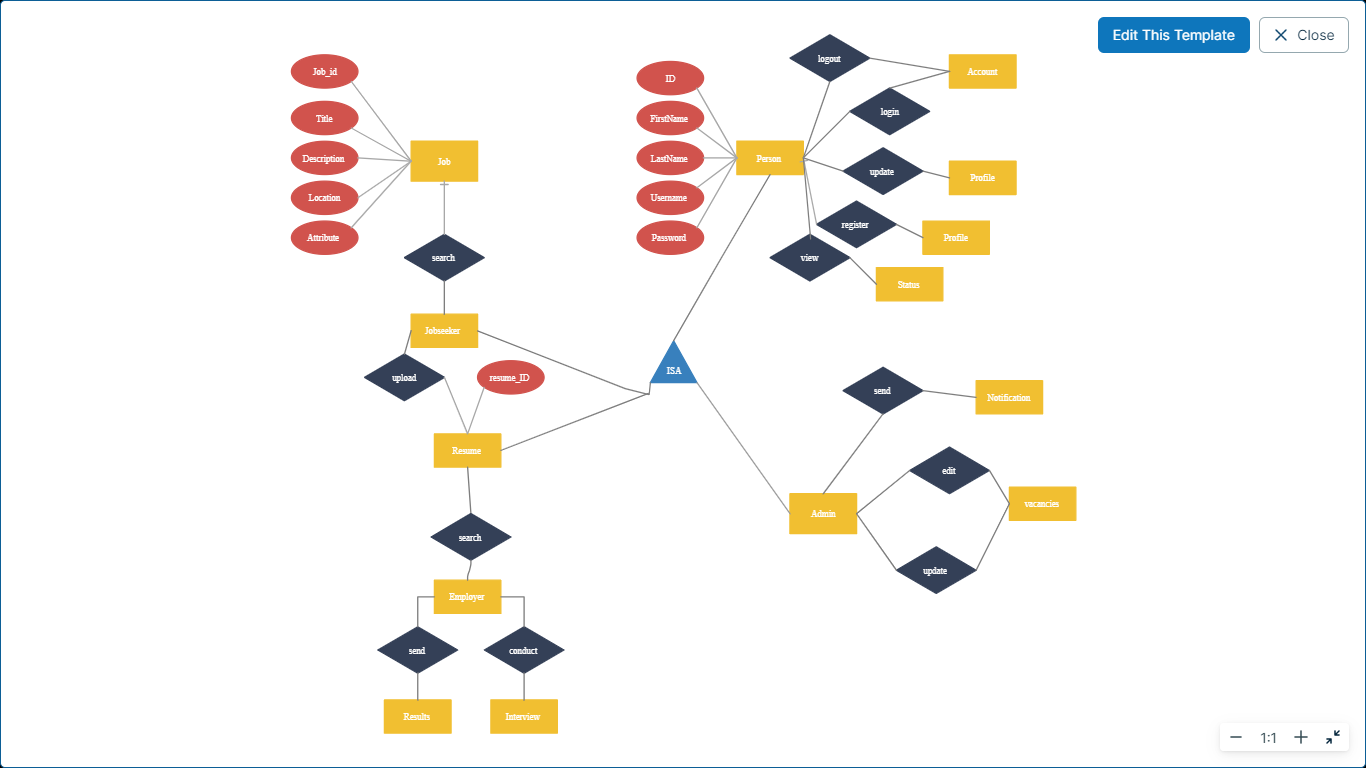 Edit This Template
Close
logout
Account
Job_id
ID
login
Title
FirstName
Job
Description
LastName
Person
update
Profile
Location
Username
register
Attribute
Password
Profile
search
view
Status
Jobseeker
ISA
upload
resume_ID
send
Notification
Resume
edit
vacancies
Admin
search
update
Employer
send
conduct
Results
Interview
1:1